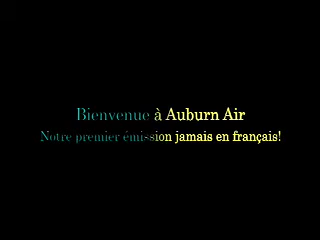 Bienvenue à Auburn Air
Notre premier émission jamais en français!